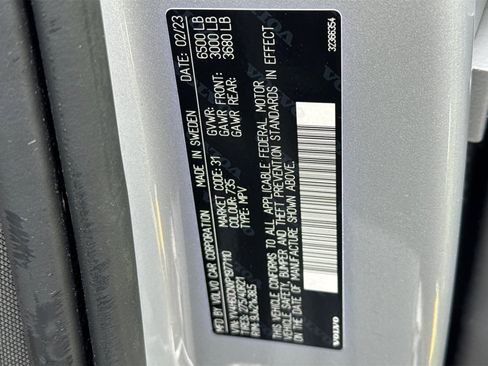 MFD BY VOLVO CAR CORPORATION MADE IN SWEDEN DATE: 02/23
GVWR: 6500 LB
GAWR FRONT: 3000 LB
GAWR REAR: 3680 LB
MARKET CODE: 31
COLOUR: 735
TYPE: MPV
THIS VEHICLE CONFORMS TO ALL APPLICABLE FEDERAL MOTOR
VEHICLE SAFETY, BUMPER AND THEFT PREVENTION STANDARDS IN EFFECT
ON THE DATE OF MANUFACTURE SHOWN ABOVE.
VOLVO
32366354